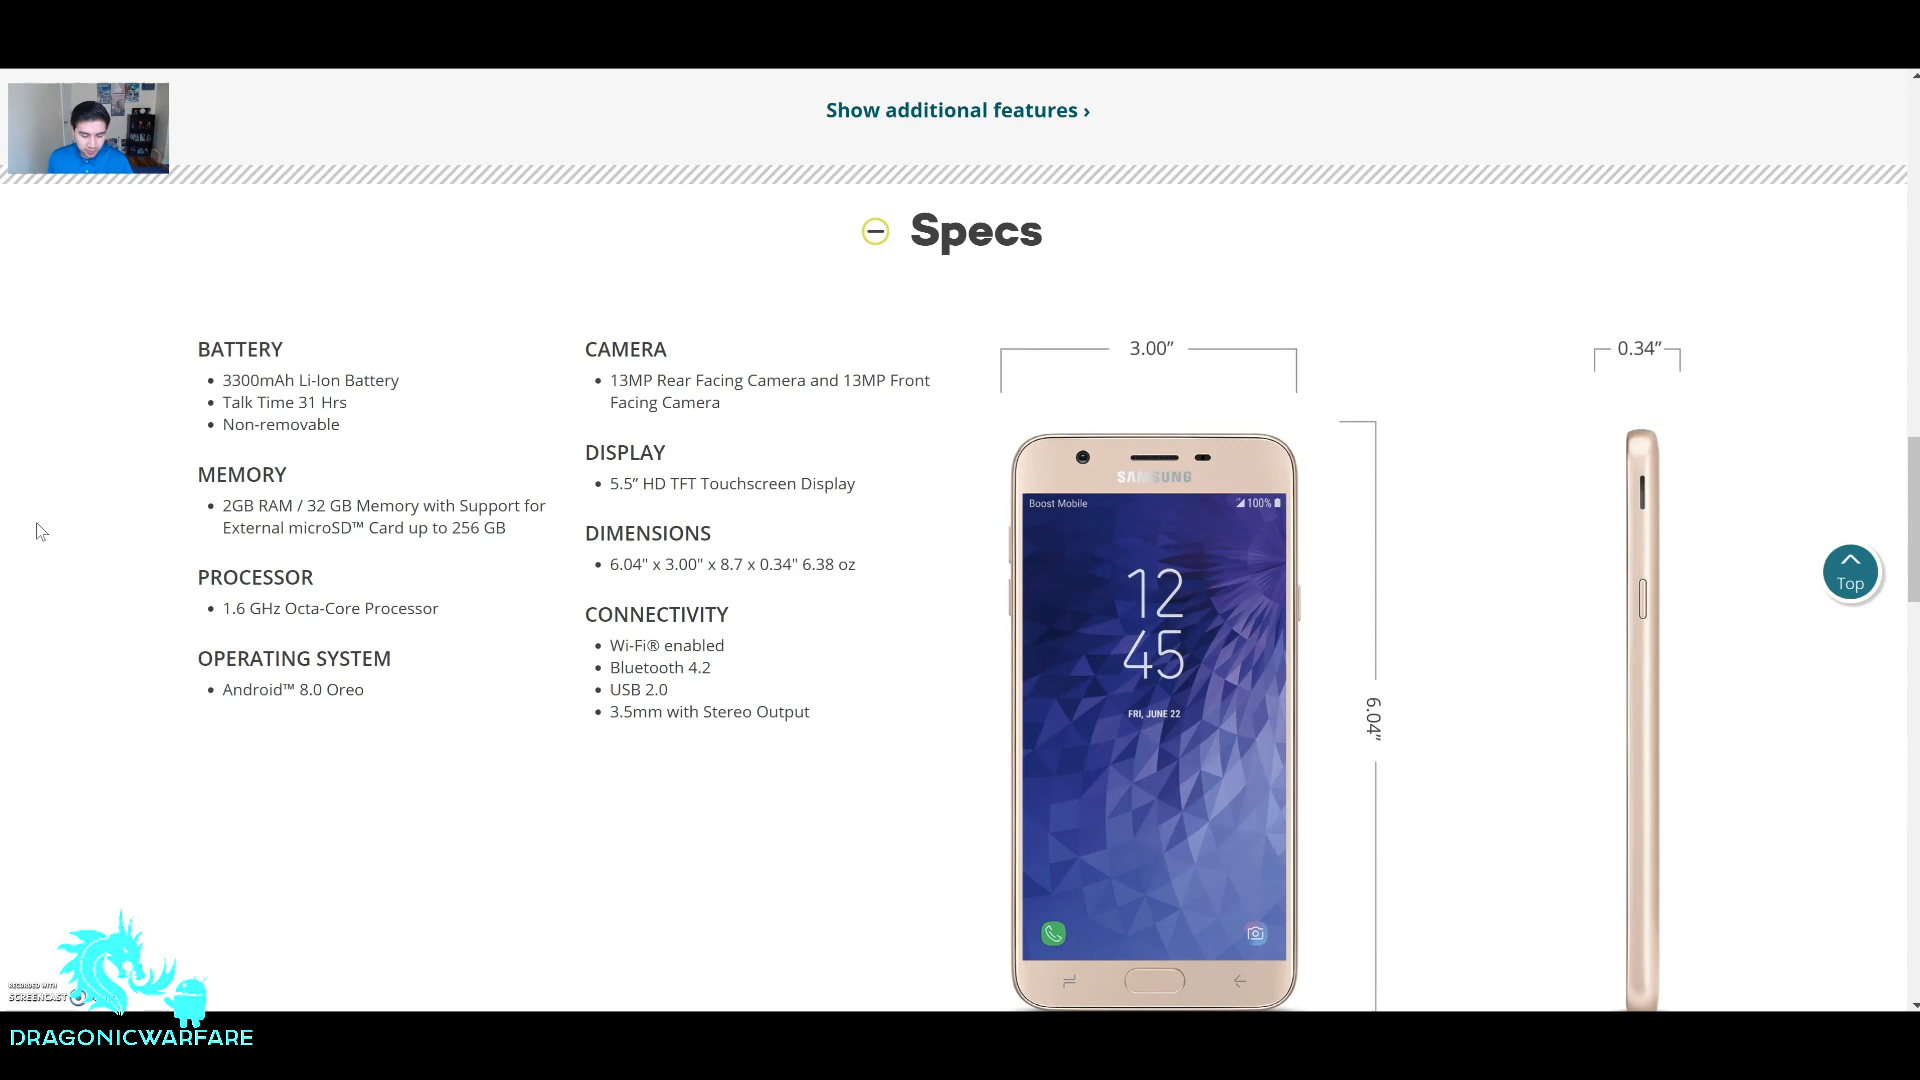 Show additional features ›
Specs
BATTERY
3300mAh Li-Ion Battery
Talk Time 31 Hrs
Non-removable
MEMORY
2GB RAM / 32 GB Memory with Support for
External microSD™ Card up to 256 GB
PROCESSOR
1.6 GHz Octa-Core Processor
OPERATING SYSTEM
Android™ 8.0 Oreo
CAMERA
13MP Rear Facing Camera and 13MP Front
Facing Camera
DISPLAY
5.5” HD TFT Touchscreen Display
DIMENSIONS
6.04" x 3.00" x 8.7 x 0.34" 6.38 oz
CONNECTIVITY
Wi-Fi® enabled
Bluetooth 4.2
USB 2.0
3.5mm with Stereo Output
3.00”
0.34”
SAMSUNG
Boost Mobile 100%
12
45
FRI, JUNE 22
6.04”
Top
RECORDED WITH
SCREENCAST
DRAGONICWARFARE